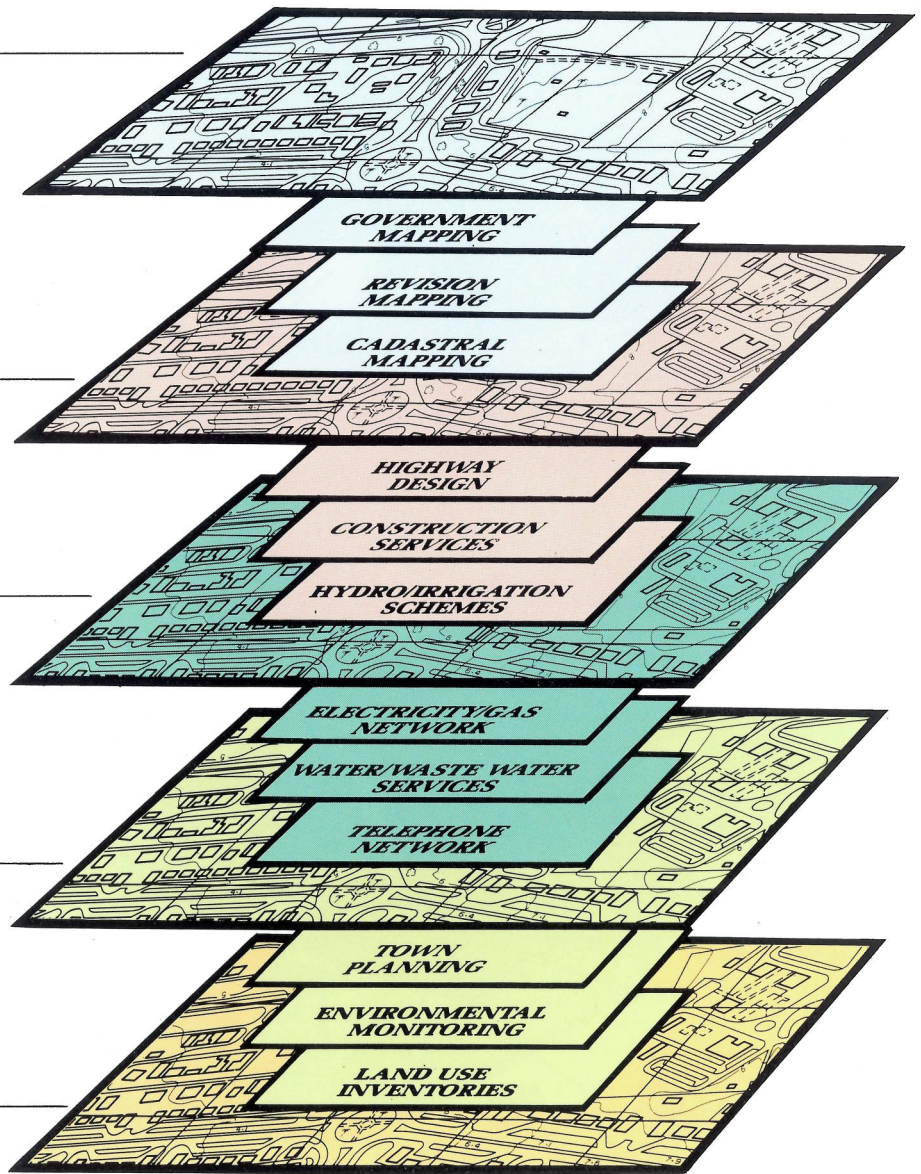 GOVERNMENT
MAPPING
REVISION
MAPPING
CADASTRAL
MAPPING
HIGHWAY
DESIGN
CONSTRUCTION
SERVICES
HYDRO/IRRIGATION
SCHEMES
ELECTRICITY/GAS
NETWORK
WATER/WASTE WATER
SERVICES
TELEPHONE
NETWORK
TOWN
PLANNING
ENVIRONMENTAL
MONITORING
LAND USE
INVENTORIES